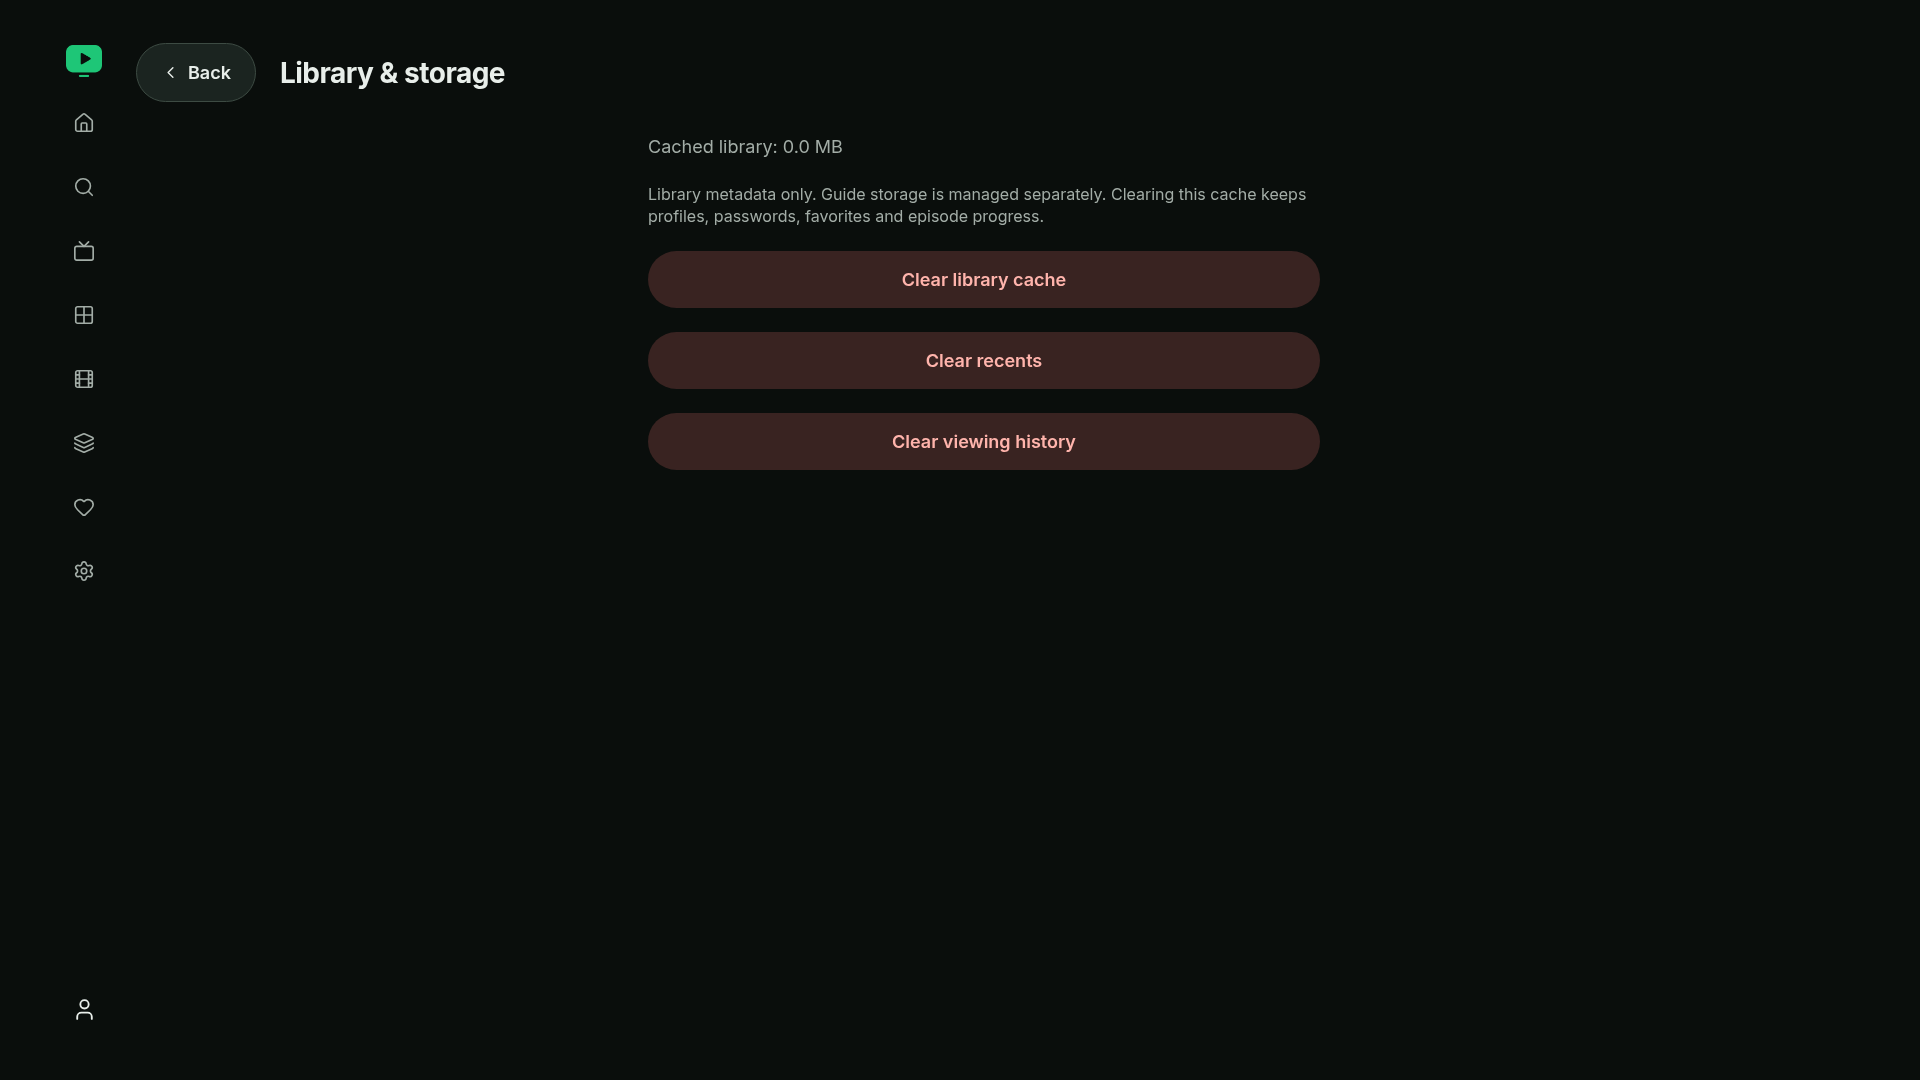 Back
Library & storage
Cached library: 0.0 MB
Library metadata only. Guide storage is managed separately. Clearing this cache keeps
profiles, passwords, favorites and episode progress.
Clear library cache
Clear recents
Clear viewing history